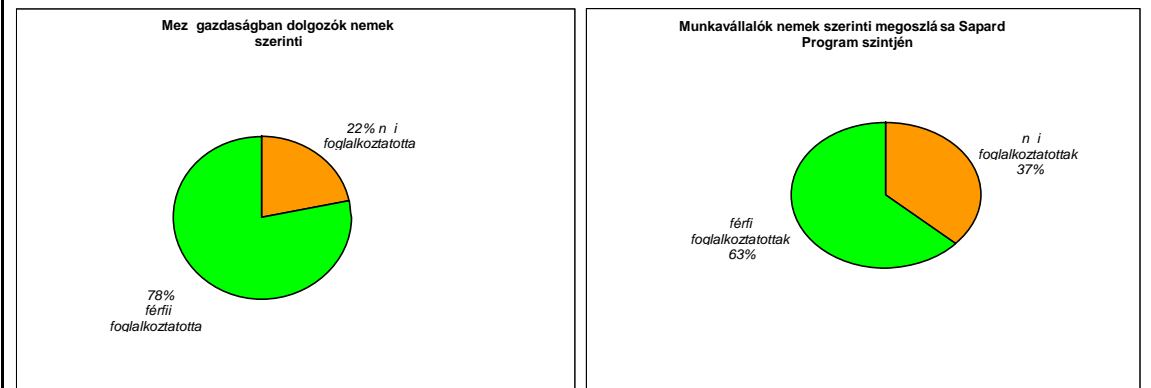 Mez gazdaságban dolgozók nemek
szerinti
22% n i
foglalkoztatotta
78%
férfii
foglalkoztatotta
Munkavállalók nemek szerinti megoszlá sa Sapard
Program szintjén
n i
foglalkoztatottak
37%
férfi
foglalkoztatottak
63%